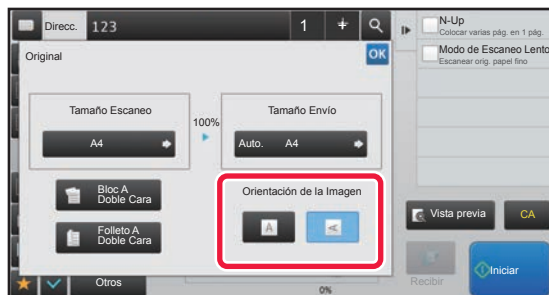 Direcc.
123
1
+
OK
Original
Tamaño Escaneo
A4
100%
Tamaño Envío
Auto. A4
Bloc A
Doble Cara
Folleto A
Doble Cara
Orientación de la Imagen
A
A
Otros
0%
N-Up
Colocar varias pág. en 1 pág.
Modo de Escaneo Lento
Escanear orig. papel fino
Vista previa
CA
Recibir
Iniciar